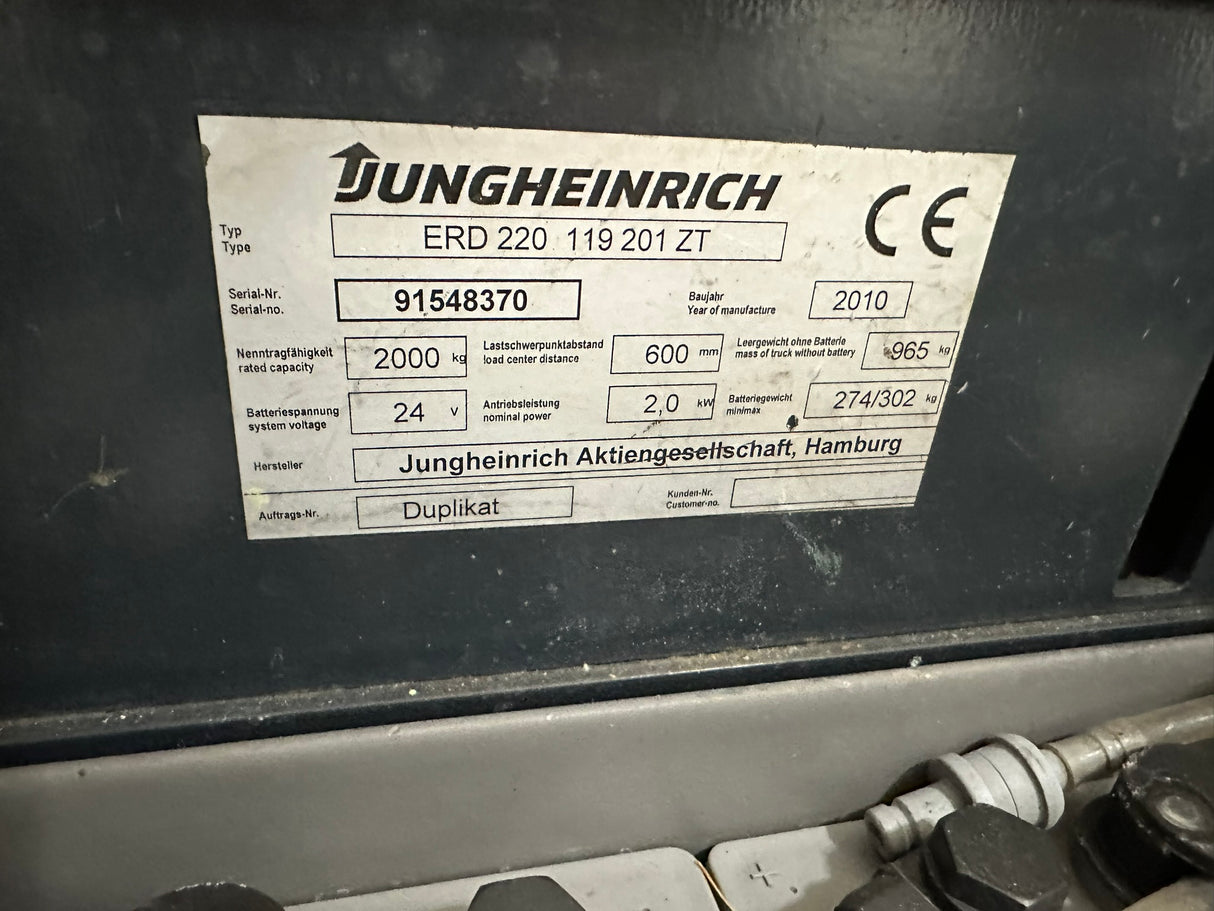 JUNGHEINRICH
CE
Typ
Type
ERD 220 119 201 ZT
Serial-Nr.
Serial-no.
91548370
Baujahr
Year of manufacture
2010
Nenntragfähigkeit
rated capacity
2000 kg
Lastschwerpunktabstand
load center distance
600 mm
Leergewicht ohne Batterie
mass of truck without battery
965 kg
Batteriespannung
system voltage
24 v
Antriebsleistung
nominal power
2,0 kW
Batteriegewicht
min/max
274/302 kg
Hersteller
Jungheinrich Aktiengesellschaft, Hamburg
Auftrags-Nr.
Duplikat
Kunden-Nr.
Customer-no.
+